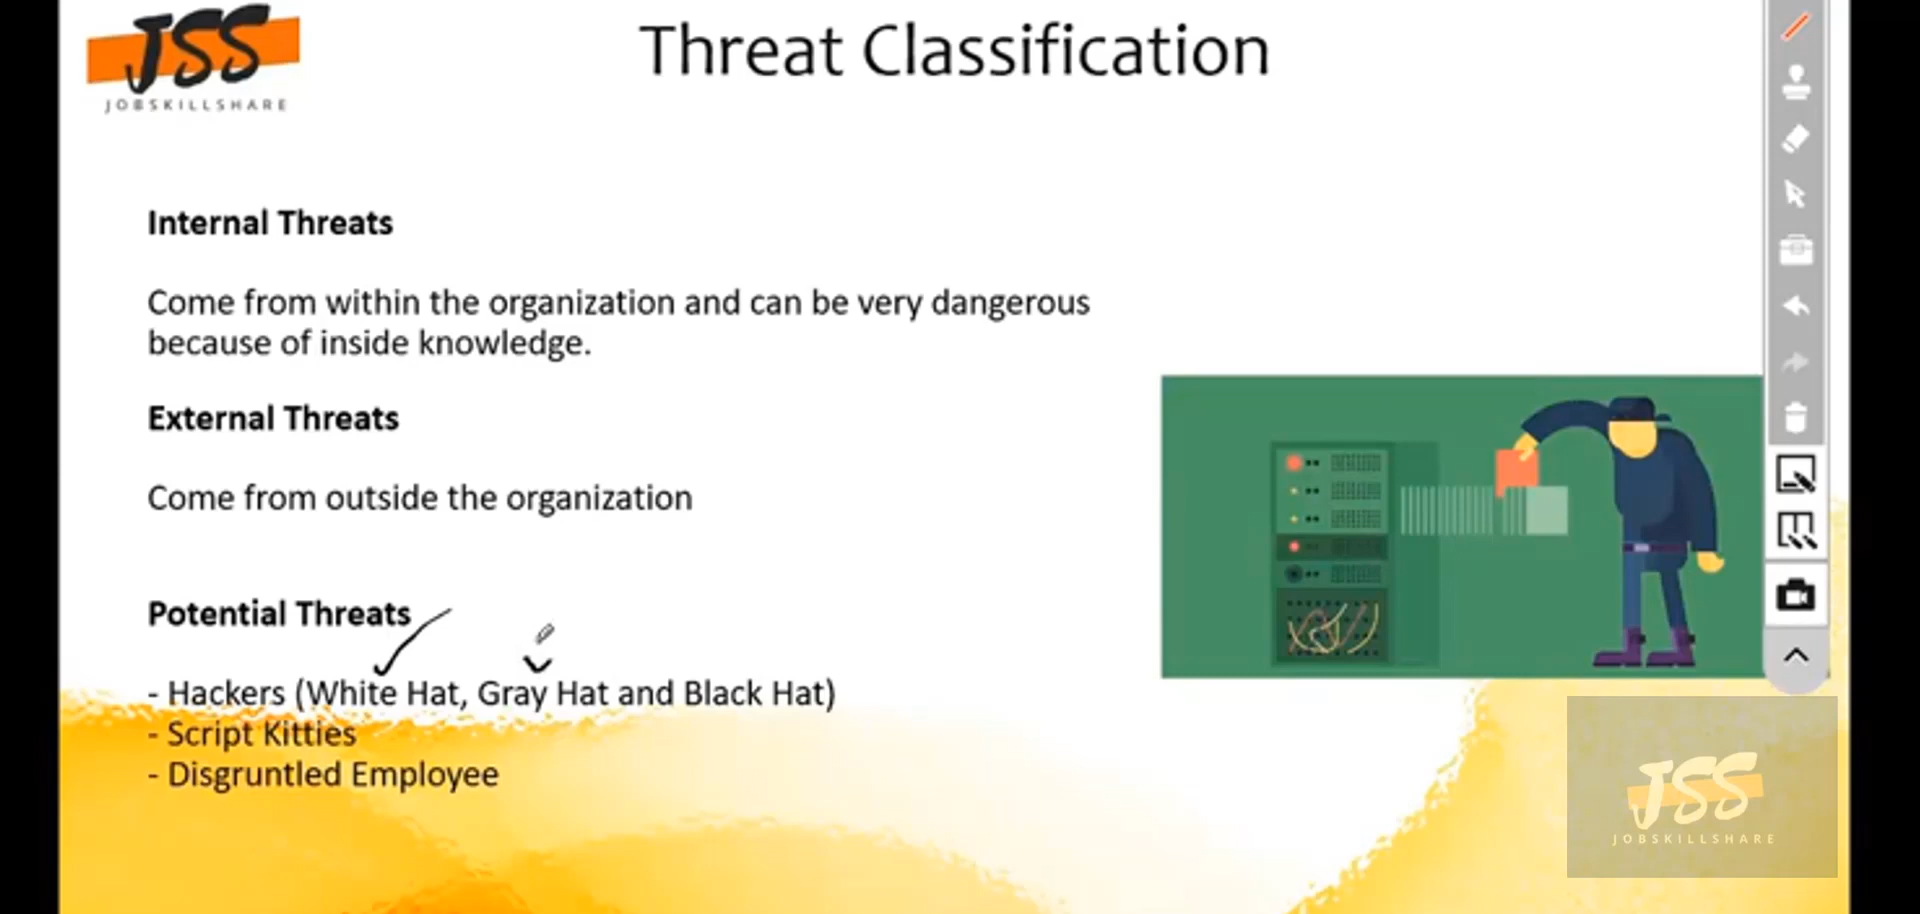 JSS
JOBSKILLSHARE
Threat Classification
Internal Threats
Come from within the organization and can be very dangerous
because of inside knowledge.
External Threats
Come from outside the organization
Potential Threats
- Hackers (White Hat, Gray Hat and Black Hat)
- Script Kitties
- Disgruntled Employee
JSS
JOBSKILLSHARE